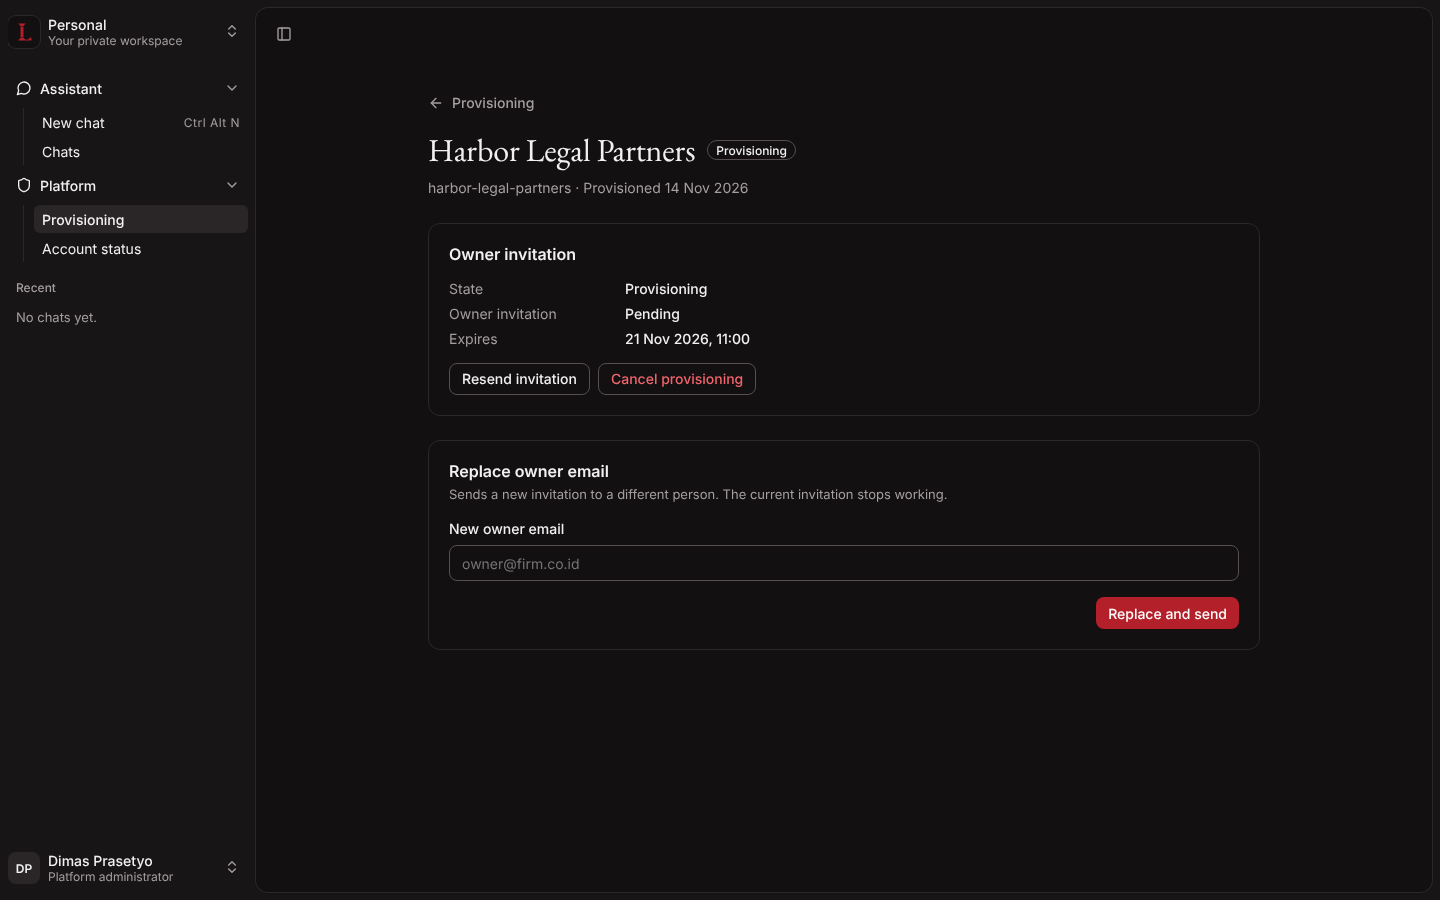 L
Personal
Your private workspace
Assistant
New chat Ctrl Alt N
Chats
Platform
Provisioning
Account status
Recent
No chats yet.
DP
Dimas Prasetyo
Platform administrator
Provisioning
Harbor Legal Partners Provisioning
harbor-legal-partners · Provisioned 14 Nov 2026
Owner invitation
State Provisioning
Owner invitation Pending
Expires 21 Nov 2026, 11:00
Resend invitation Cancel provisioning
Replace owner email
Sends a new invitation to a different person. The current invitation stops working.
New owner email
owner@firm.co.id
Replace and send